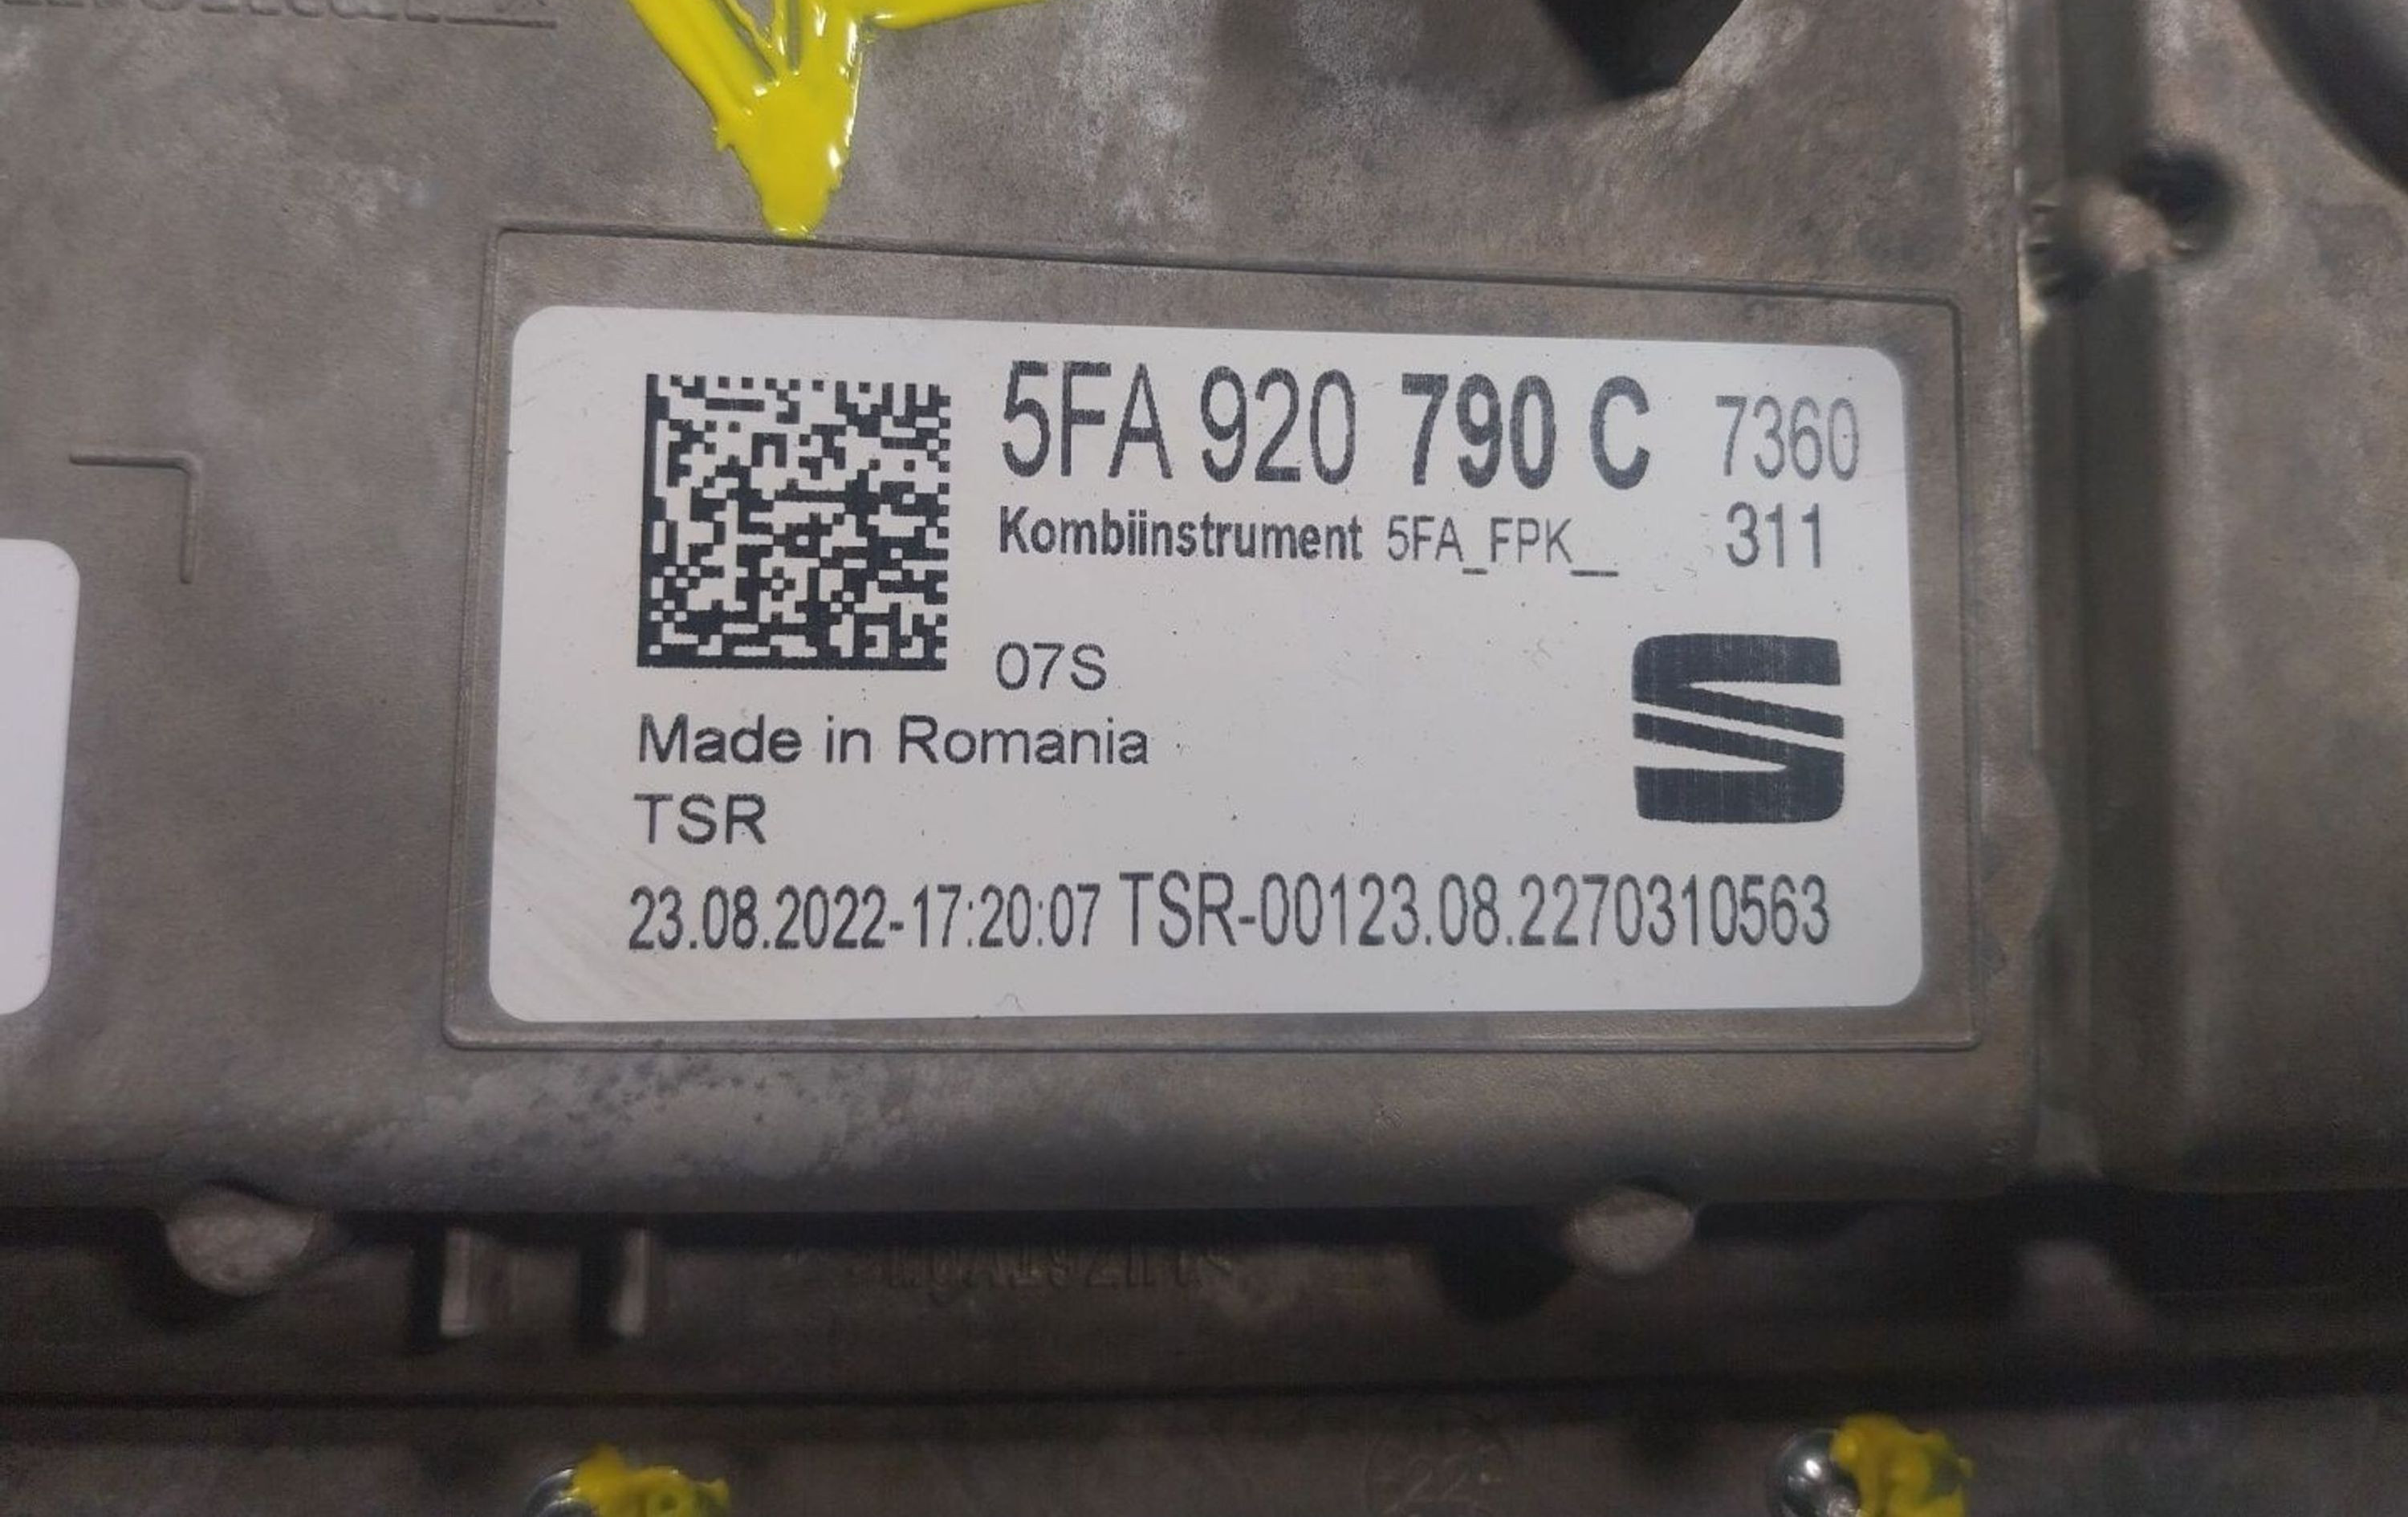 5FA 920 790 C 7360
Kombiinstrument 5FA_FPK__ 311
07S
Made in Romania
TSR
23.08.2022-17:20:07 TSR-00123.08.2270310563